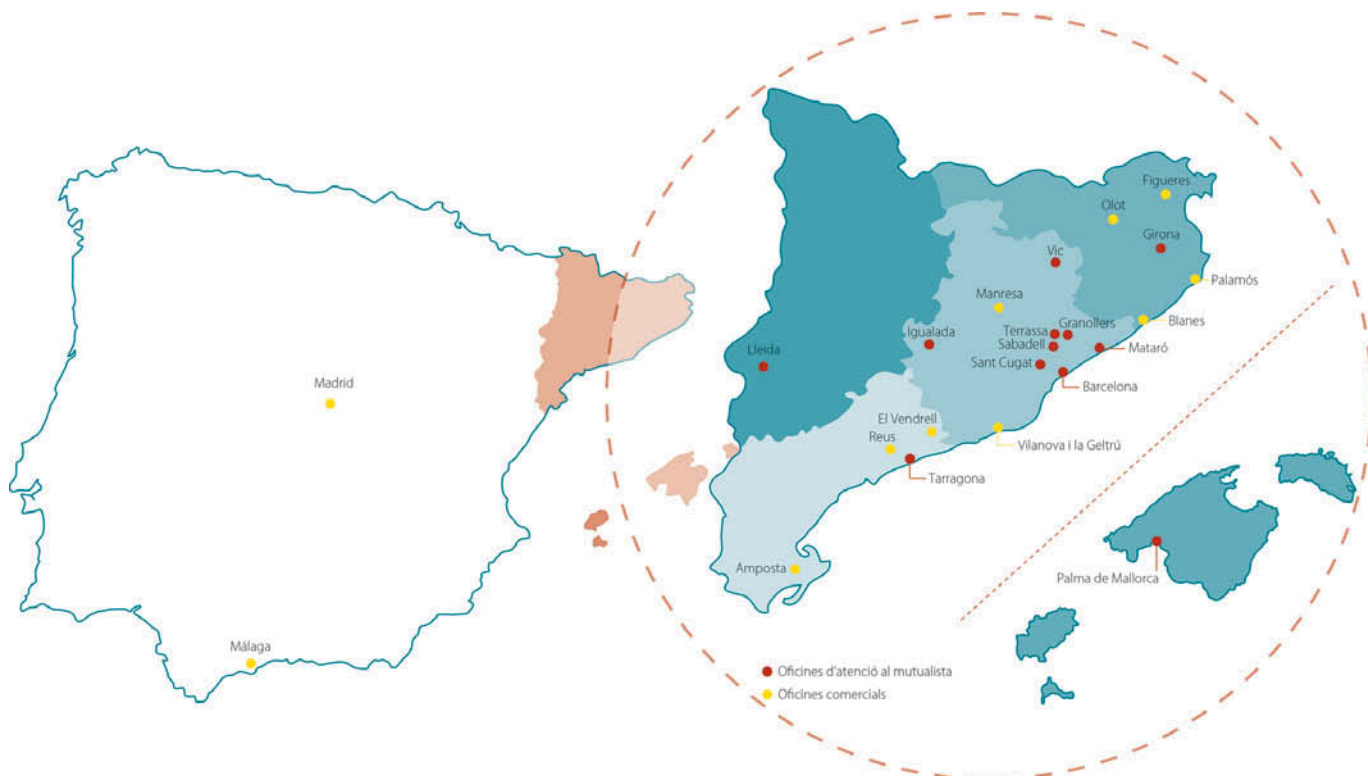 Madrid
Málaga
Figueres
Olot
Girona
Vic
Palamós
Manresa
Blanes
Terrassa
Granollers
Igualada
Sabadell
Mataró
Lleida
Sant Cugat
Barcelona
El Vendrell
Reus
Vilanova i la Geltrú
Tarragona
Amposta
Palma de Mallorca
Oficines d'atenció al mutualista
Oficines comercials